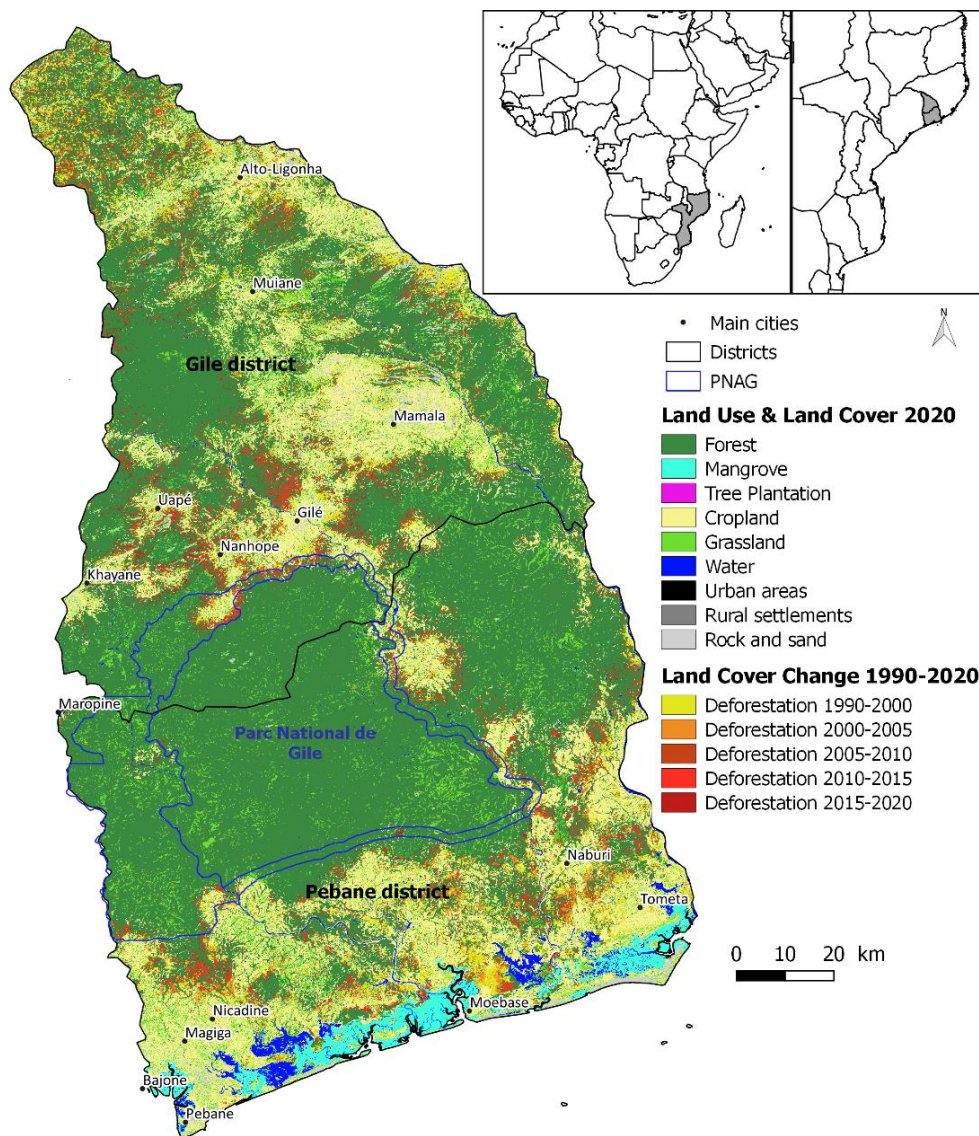 Alto-Ligonha
Muiane
Gile district
Mamala
Uapé
Gilé
Nanhope
Khayane
Maropine
Parc National de
Gile
Naburi
Pebane district
Tometa
Moebase
Nicadine
Magiga
Bajone
Pebane
N
Main cities
Districts
PNAG
Land Use & Land Cover 2020
Forest
Mangrove
Tree Plantation
Cropland
Grassland
Water
Urban areas
Rural settlements
Rock and sand
Land Cover Change 1990-2020
Deforestation 1990-2000
Deforestation 2000-2005
Deforestation 2005-2010
Deforestation 2010-2015
Deforestation 2015-2020
0 10 20 km